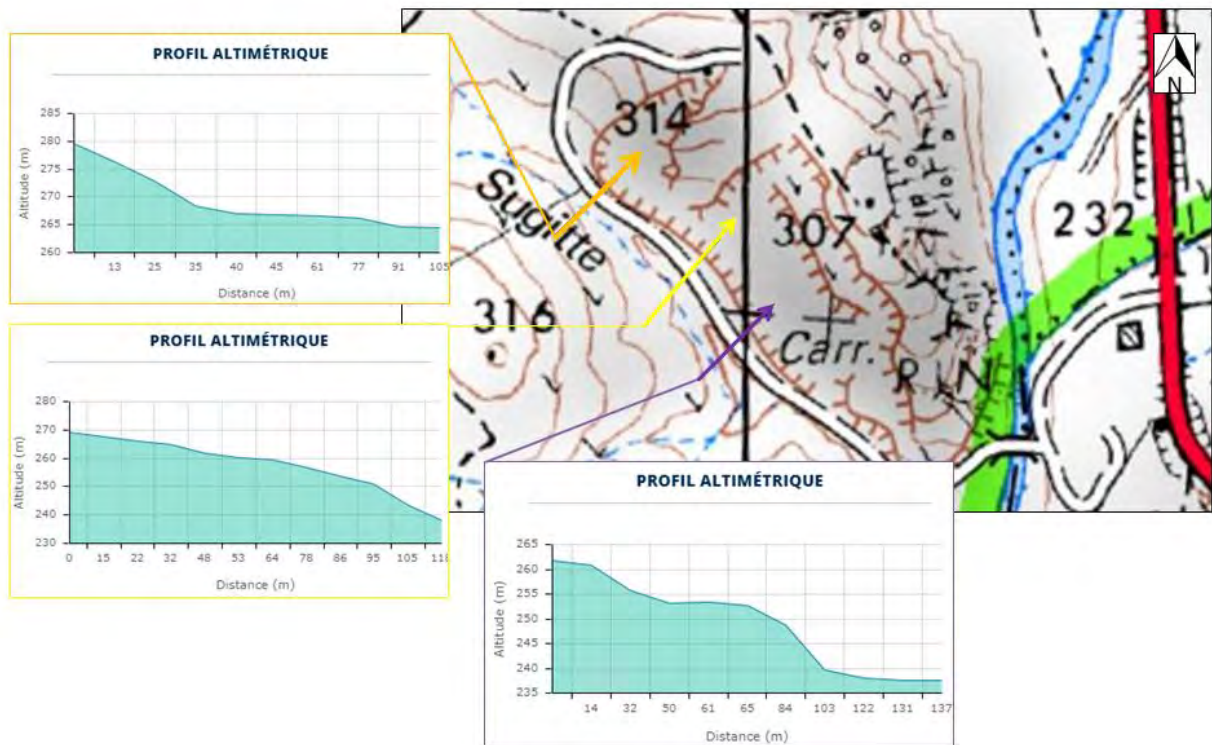 PROFIL ALTIMÉTRIQUE
285
280
275
270
265
260
Altitude (m)
13 25 35 40 45 61 77 91 105
Distance (m)
PROFIL ALTIMÉTRIQUE
280
270
260
250
240
230
Altitude (m)
0 15 22 32 48 53 64 78 86 95 105 118
Distance (m)
PROFIL ALTIMÉTRIQUE
265
260
255
250
245
240
235
Altitude (m)
14 32 50 61 65 84 103 122 131 137
Distance (m)
N
314
Sugitte
307
232
316
Carr.
R N